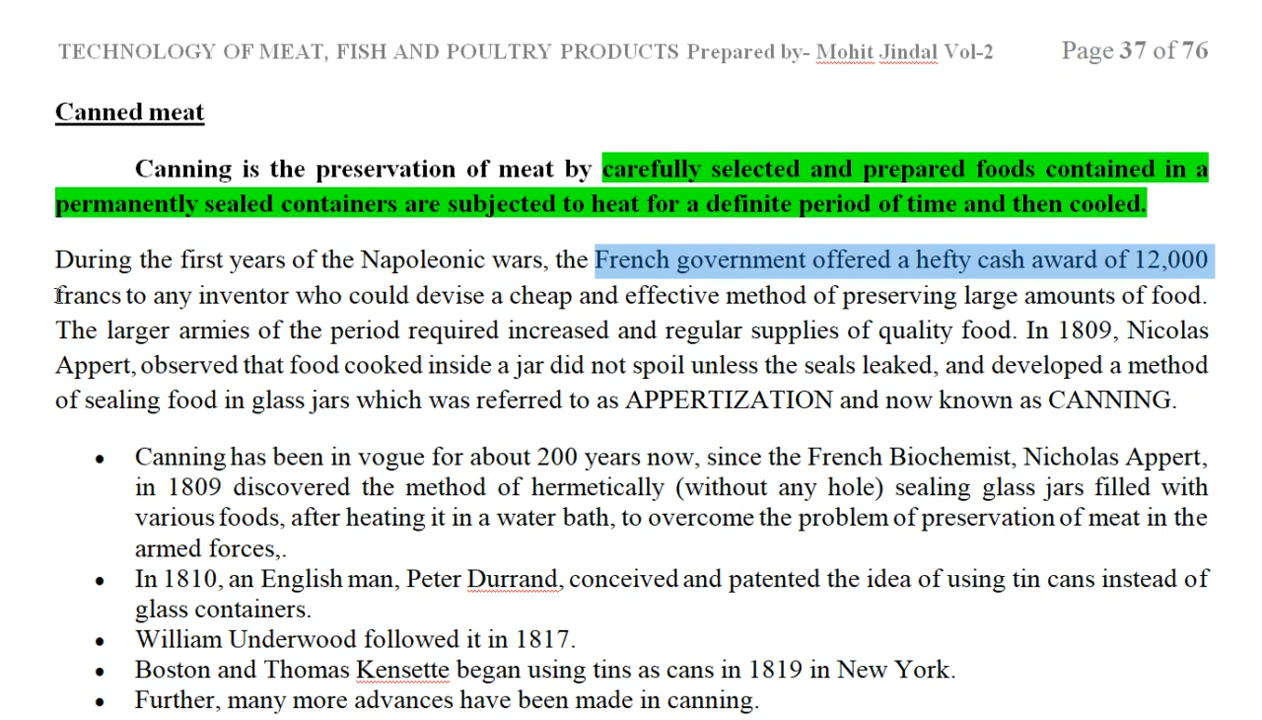 TECHNOLOGY OF MEAT, FISH AND POULTRY PRODUCTS Prepared by- Mohit Jindal Vol-2 Page 37 of 76
Canned meat
Canning is the preservation of meat by carefully selected and prepared foods contained in a
permanently sealed containers are subjected to heat for a definite period of time and then cooled.
During the first years of the Napoleonic wars, the French government offered a hefty cash award of 12,000
francs to any inventor who could devise a cheap and effective method of preserving large amounts of food.
The larger armies of the period required increased and regular supplies of quality food. In 1809, Nicolas
Appert, observed that food cooked inside a jar did not spoil unless the seals leaked, and developed a method
of sealing food in glass jars which was referred to as APPERTIZATION and now known as CANNING.
• Canning has been in vogue for about 200 years now, since the French Biochemist, Nicholas Appert,
in 1809 discovered the method of hermetically (without any hole) sealing glass jars filled with
various foods, after heating it in a water bath, to overcome the problem of preservation of meat in the
armed forces,.
• In 1810, an English man, Peter Durrand, conceived and patented the idea of using tin cans instead of
glass containers.
• William Underwood followed it in 1817.
• Boston and Thomas Kensette began using tins as cans in 1819 in New York.
• Further, many more advances have been made in canning.